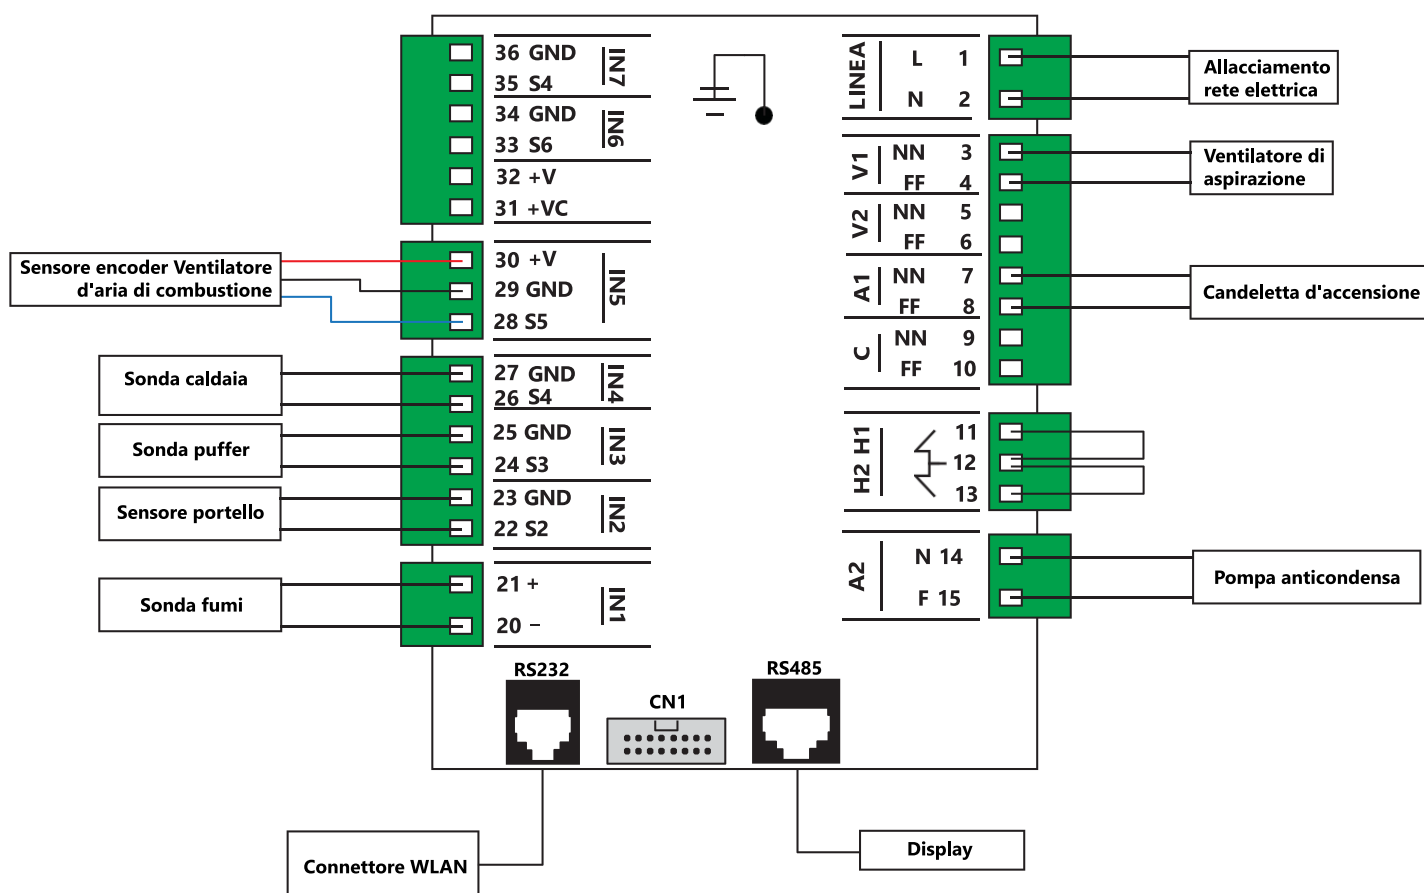 36 GND
35 S4
IN7
34 GND
33 S6
IN6
32 +V
31 +VC
30 +V
29 GND
28 S5
IN5
27 GND
26 S4
IN4
25 GND
24 S3
IN3
23 GND
22 S2
IN2
21 +
20 –
IN1
Sensore encoder Ventilatore
d'aria di combustione
Sonda caldaia
Sonda puffer
Sensore portello
Sonda fumi
LINEA
L 1
N 2
V1
NN 3
FF 4
V2
NN 5
FF 6
A1
NN 7
FF 8
C
NN 9
FF 10
H2 H1
11
12
13
A2
N 14
F 15
Allacciamento
rete elettrica
Ventilatore di
aspirazione
Candeletta d'accensione
Pompa anticondensa
RS232
CN1
RS485
Connettore WLAN
Display